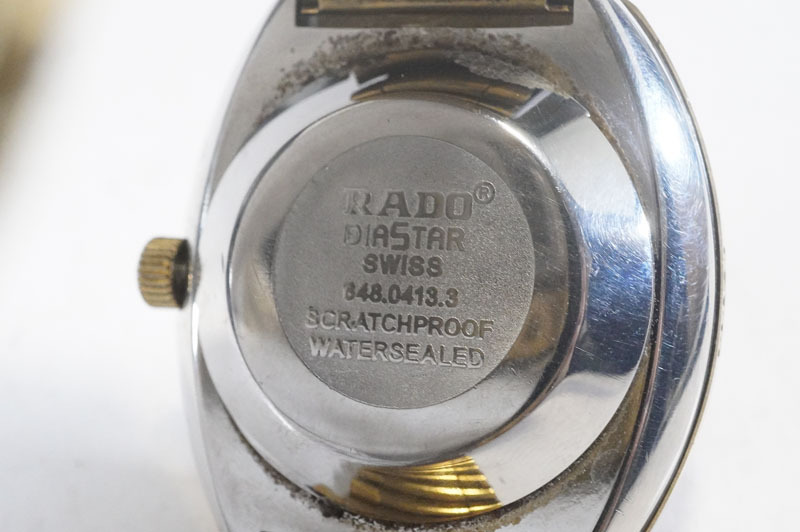 RADO®
DIASTAR
SWISS
648.0413.3
SCRATCHPROOF
WATERSEALED